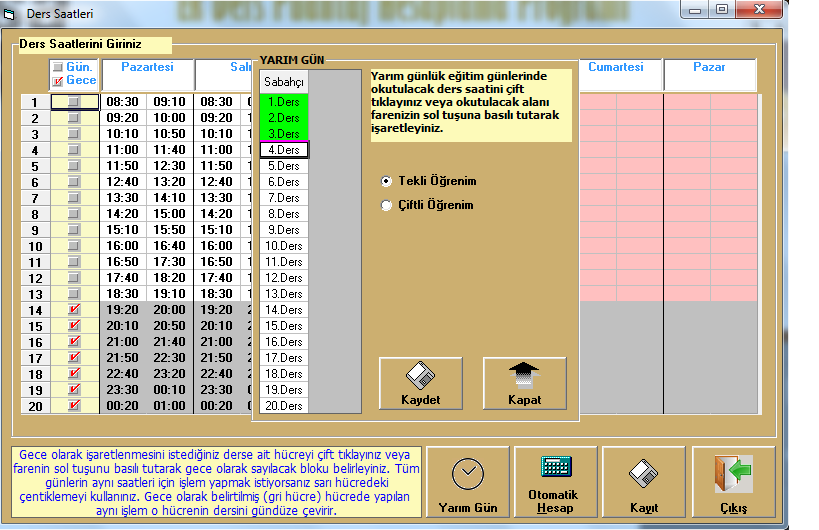 Ders Saatleri
Ders Saatlerini Giriniz
Gün. Pazartesi
Gece
YARIM GÜN
Sabahçı
Cumartesi Pazar
1 08:30 09:10 08:30
2 09:20 10:00 09:20
3 10:10 10:50 10:10
4 11:00 11:40 11:00
5 11:50 12:30 11:50
6 12:40 13:20 12:40
7 13:30 14:10 13:30
8 14:20 15:00 14:20
9 15:10 15:50 15:10
10 16:00 16:40 16:00
11 16:50 17:30 16:50
12 17:40 18:20 17:40
13 18:30 19:10 18:30
14 19:20 20:00 19:20
15 20:10 20:50 20:10
16 21:00 21:40 21:00
17 21:50 22:30 21:50
18 22:40 23:20 22:40
19 23:30 00:10 23:30
20 00:20 01:00 00:20
1.Ders
2.Ders
3.Ders
4.Ders
5.Ders
6.Ders
7.Ders
8.Ders
9.Ders
10.Ders
11.Ders
12.Ders
13.Ders
14.Ders
15.Ders
16.Ders
17.Ders
18.Ders
19.Ders
20.Ders
Yarım günlük eğitim günlerinde
okutulacak ders saatini çift
tıklayınız veya okutulacak alanı
farenizin sol tuşuna basılı tutarak
işaretleyiniz.
Tekli Öğrenim
Çiftli Öğrenim
Kaydet
Kapat
Gece olarak işaretlenmesini istediğiniz derse ait hücreyi çift tıklayınız veya
farenin sol tuşunu basılı tutarak gece olarak sayılacak bloku belirleyiniz. Tüm
günlerin aynı saatleri için işlem yapmak istiyorsanız sarı hücredeki
çentiklemeyi kullanınız. Gece olarak belirtilmiş (gri hücre) hücrede yapılan
aynı işlem o hücrenin dersini gündüze çevirir.
Yarım Gün
Otomatik
Hesap
Kayıt
Çıkış